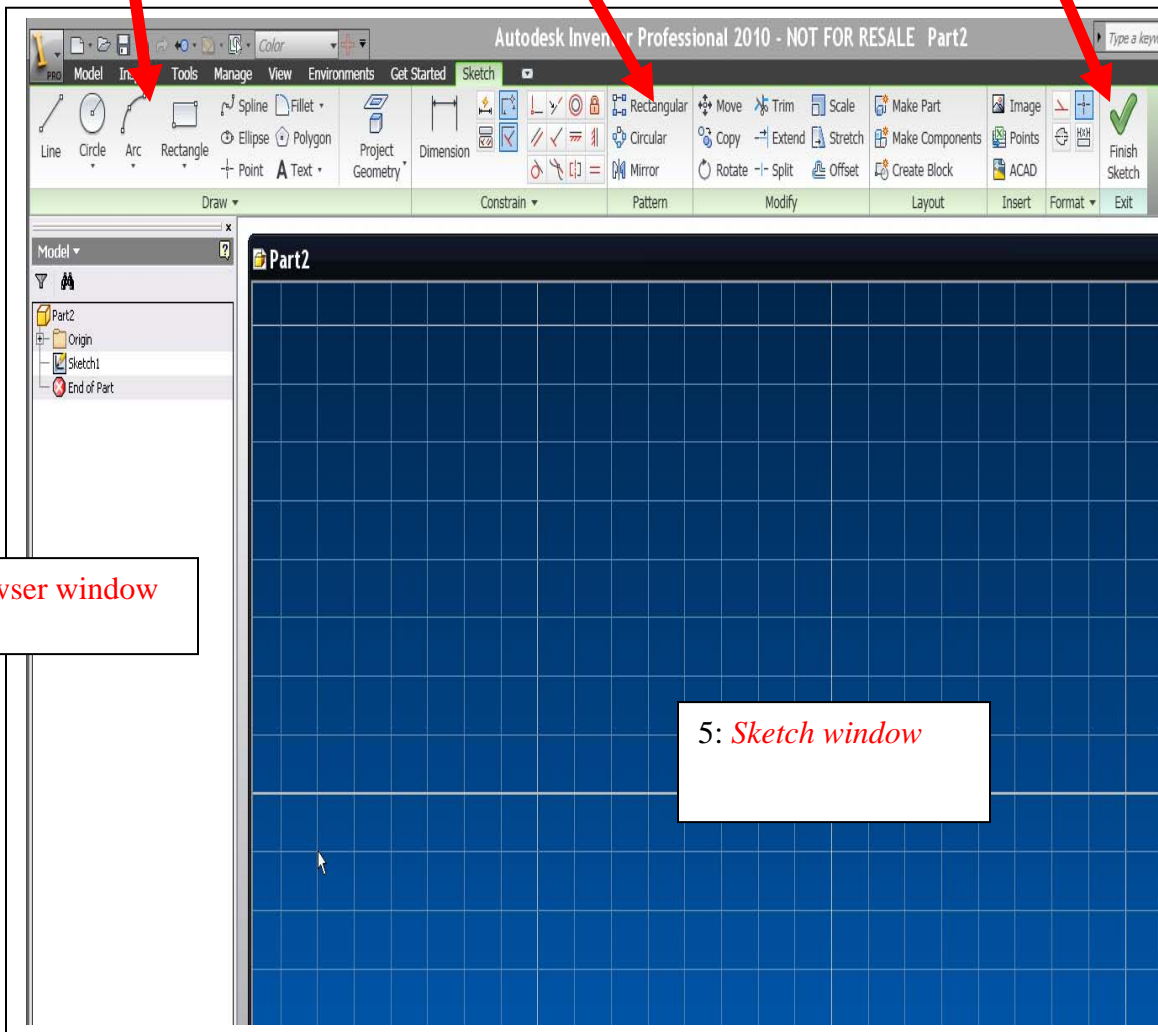 Autodesk Inventor Professional 2010 - NOT FOR RESALE Part2
Type a keyw
Color
PRO Model Tools Manage View Environments Get Started Sketch
Line Circle Arc Rectangle
Spline Fillet
Ellipse Polygon
Point A Text
Project Geometry
Dimension
Rectangular
Circular
Mirror
Move Trim Scale
Copy Extend Stretch
Rotate Split Offset
Make Part
Make Components
Create Block
Image
Points
ACAD
Finish Sketch
Draw Constrain Pattern Modify Layout Insert Format Exit
Model
Part2
Part2
Origin
Sketch1
End of Part
wser window
5: Sketch window